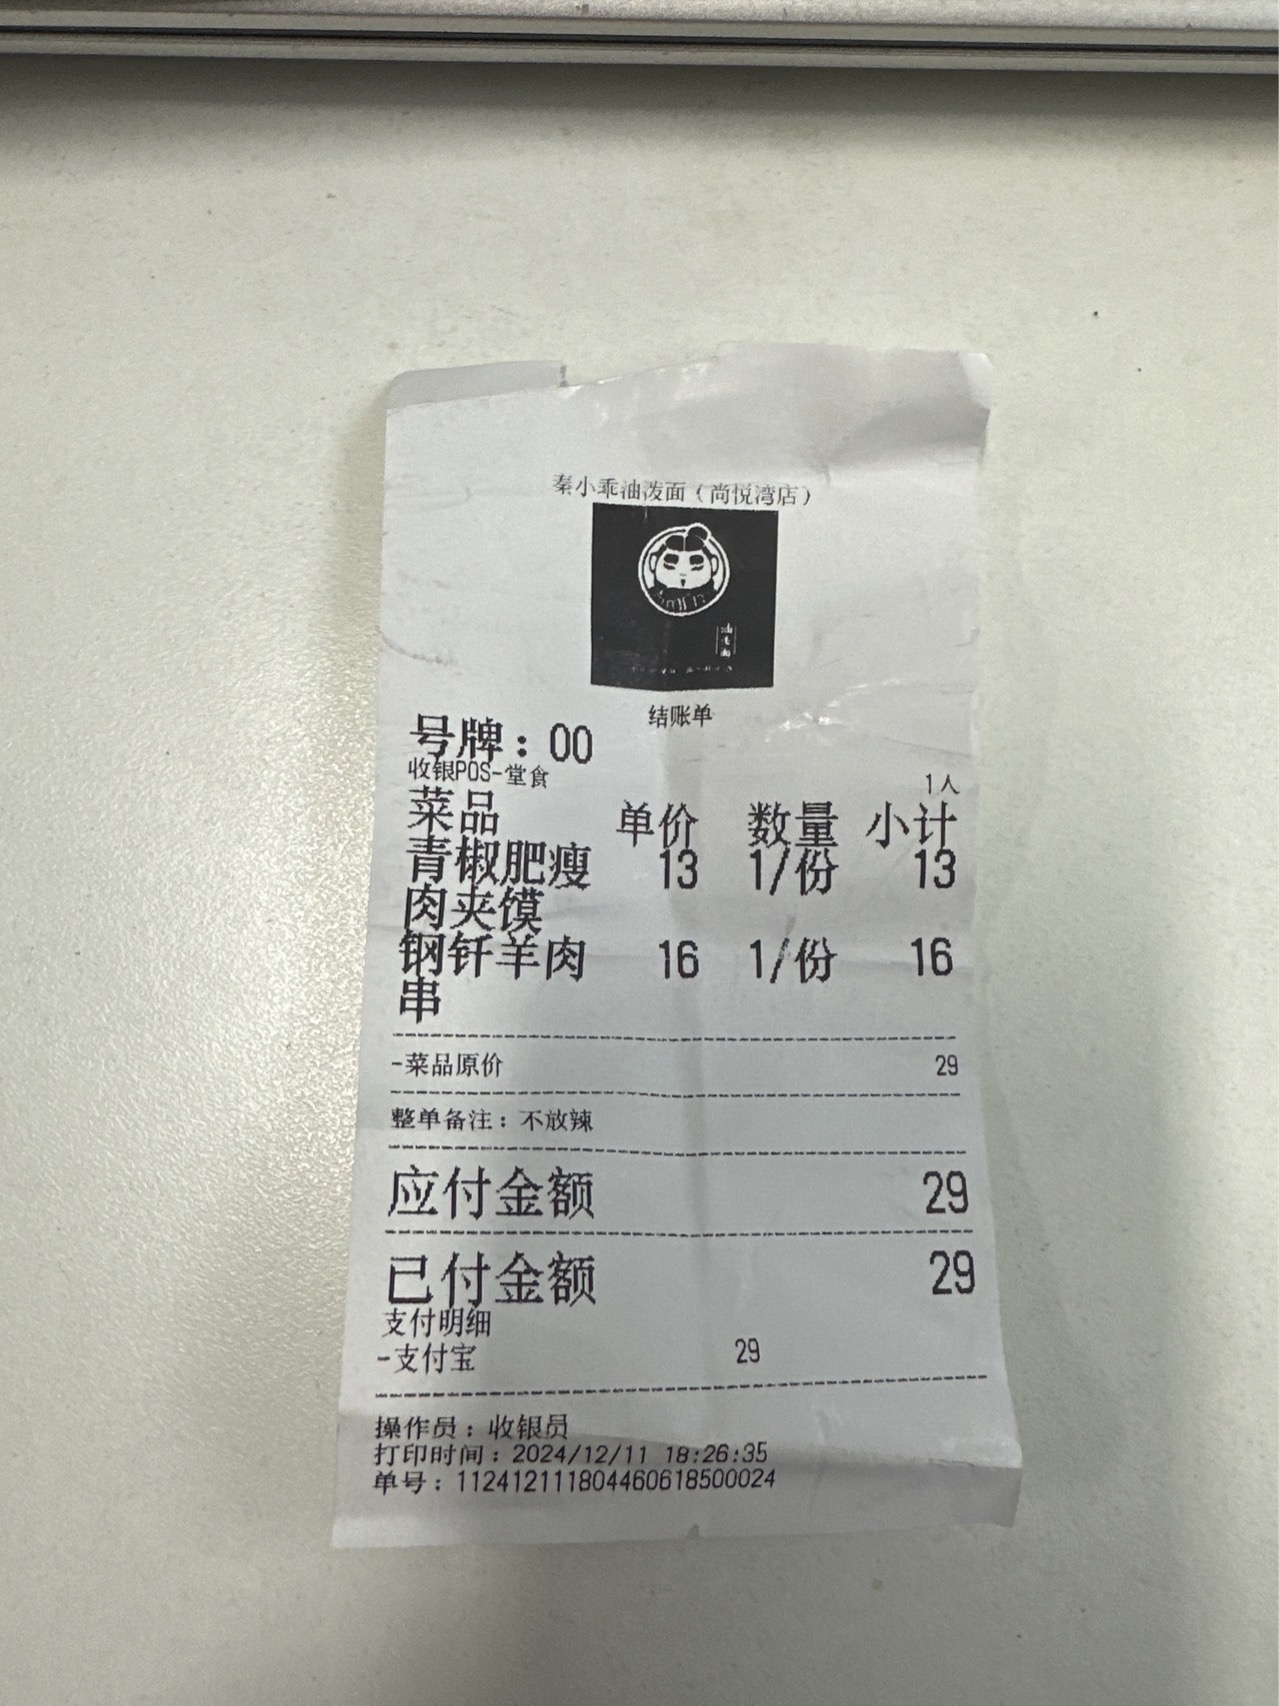 秦小乖油泼面（尚悦湾店）
油泼面
结账单
号牌：00
收银POS-堂食
1人
菜品 单价 数量 小计
青椒肥瘦 13 1/份 13
肉夹馍
钢钎羊肉 16 1/份 16
串
-菜品原价 29
整单备注：不放辣
应付金额 29
已付金额 29
支付明细
-支付宝 29
操作员：收银员
打印时间：2024/12/11 18:26:35
单号：1124121118044606185​00024